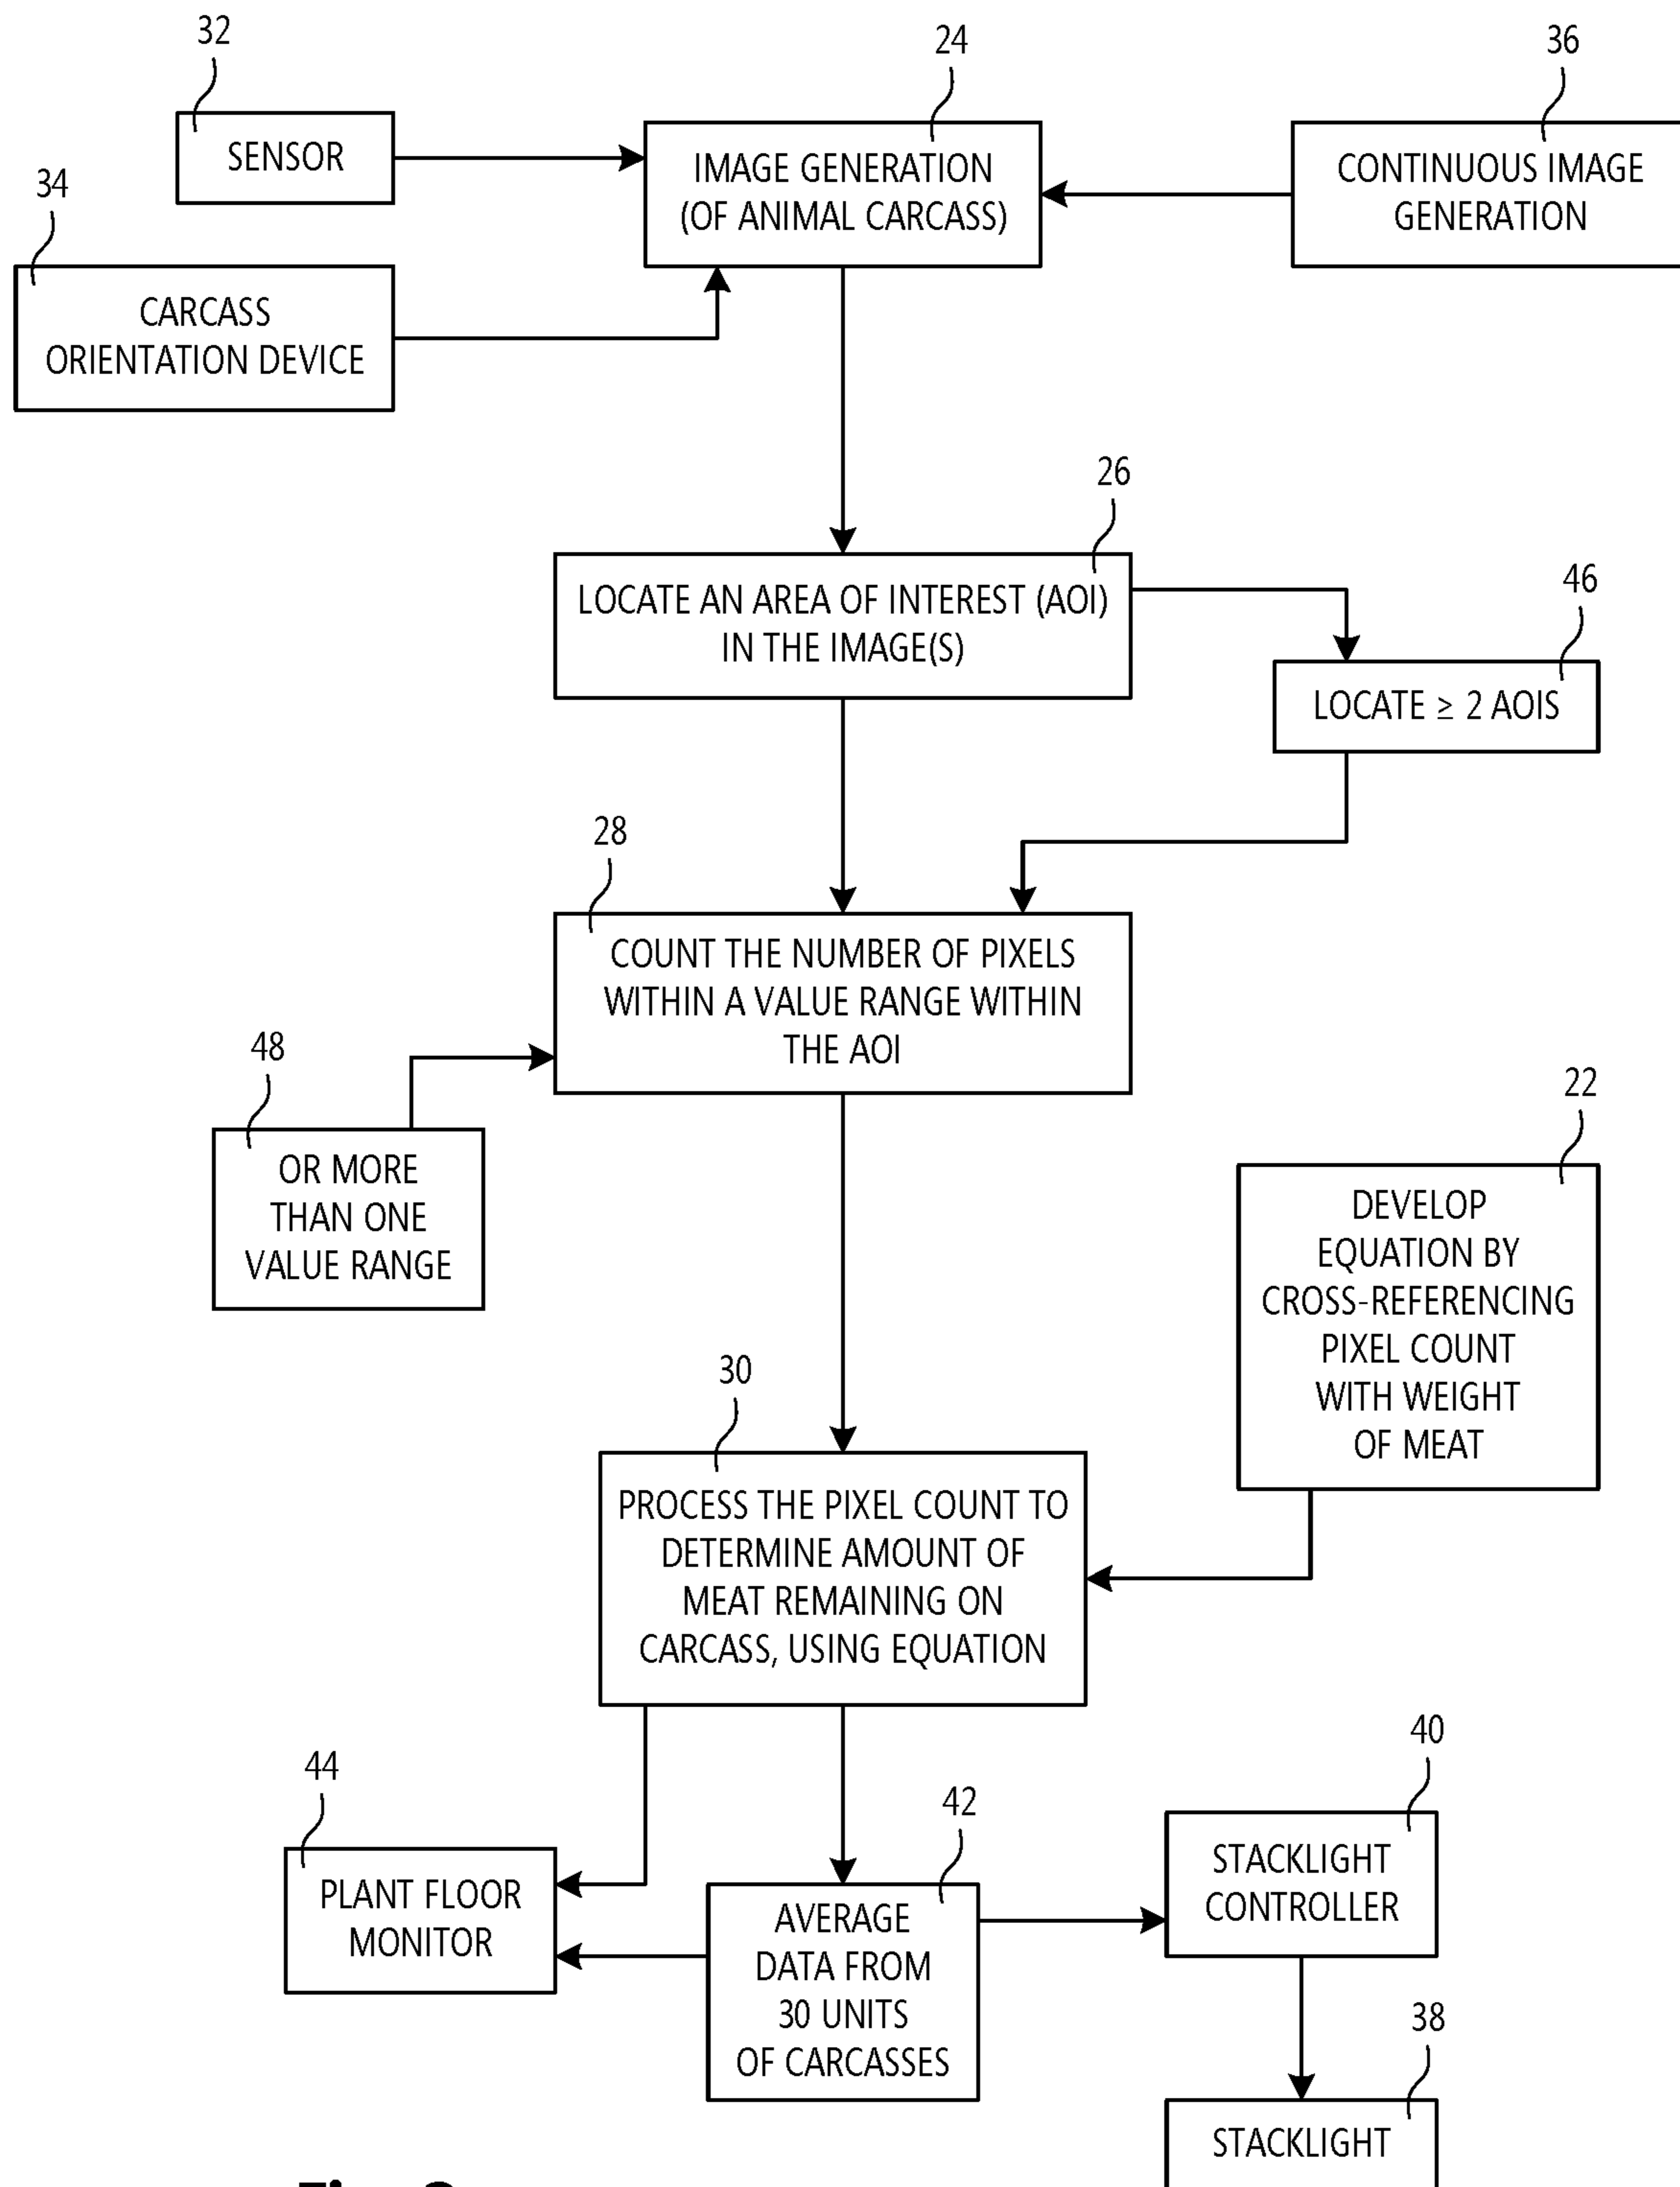 32
24
36
SENSOR
IMAGE GENERATION
(OF ANIMAL CARCASS)
CONTINUOUS IMAGE
GENERATION
34
CARCASS
ORIENTATION DEVICE
26
LOCATE AN AREA OF INTEREST (AOI)
IN THE IMAGE(S)
46
LOCATE ≥ 2 AOIS
28
COUNT THE NUMBER OF PIXELS
WITHIN A VALUE RANGE WITHIN
THE AOI
48
OR MORE
THAN ONE
VALUE RANGE
22
DEVELOP
EQUATION BY
CROSS-REFERENCING
PIXEL COUNT
WITH WEIGHT
OF MEAT
30
PROCESS THE PIXEL COUNT TO
DETERMINE AMOUNT OF
MEAT REMAINING ON
CARCASS, USING EQUATION
44
PLANT FLOOR
MONITOR
42
AVERAGE
DATA FROM
30 UNITS
OF CARCASSES
40
STACKLIGHT
CONTROLLER
38
STACKLIGHT